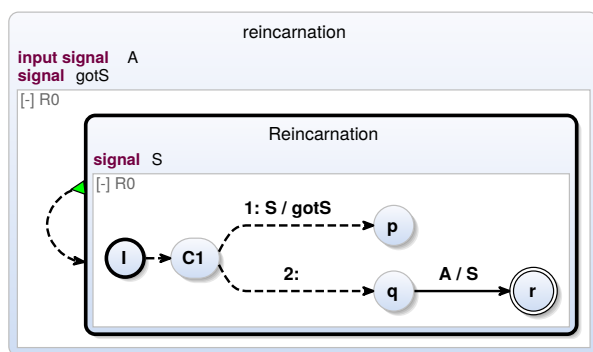 reincarnation
input signal A
signal gotS
[-] R0
Reincarnation
signal S
[-] R0
1: S / gotS
p
I
C1
2:
q
A / S
r